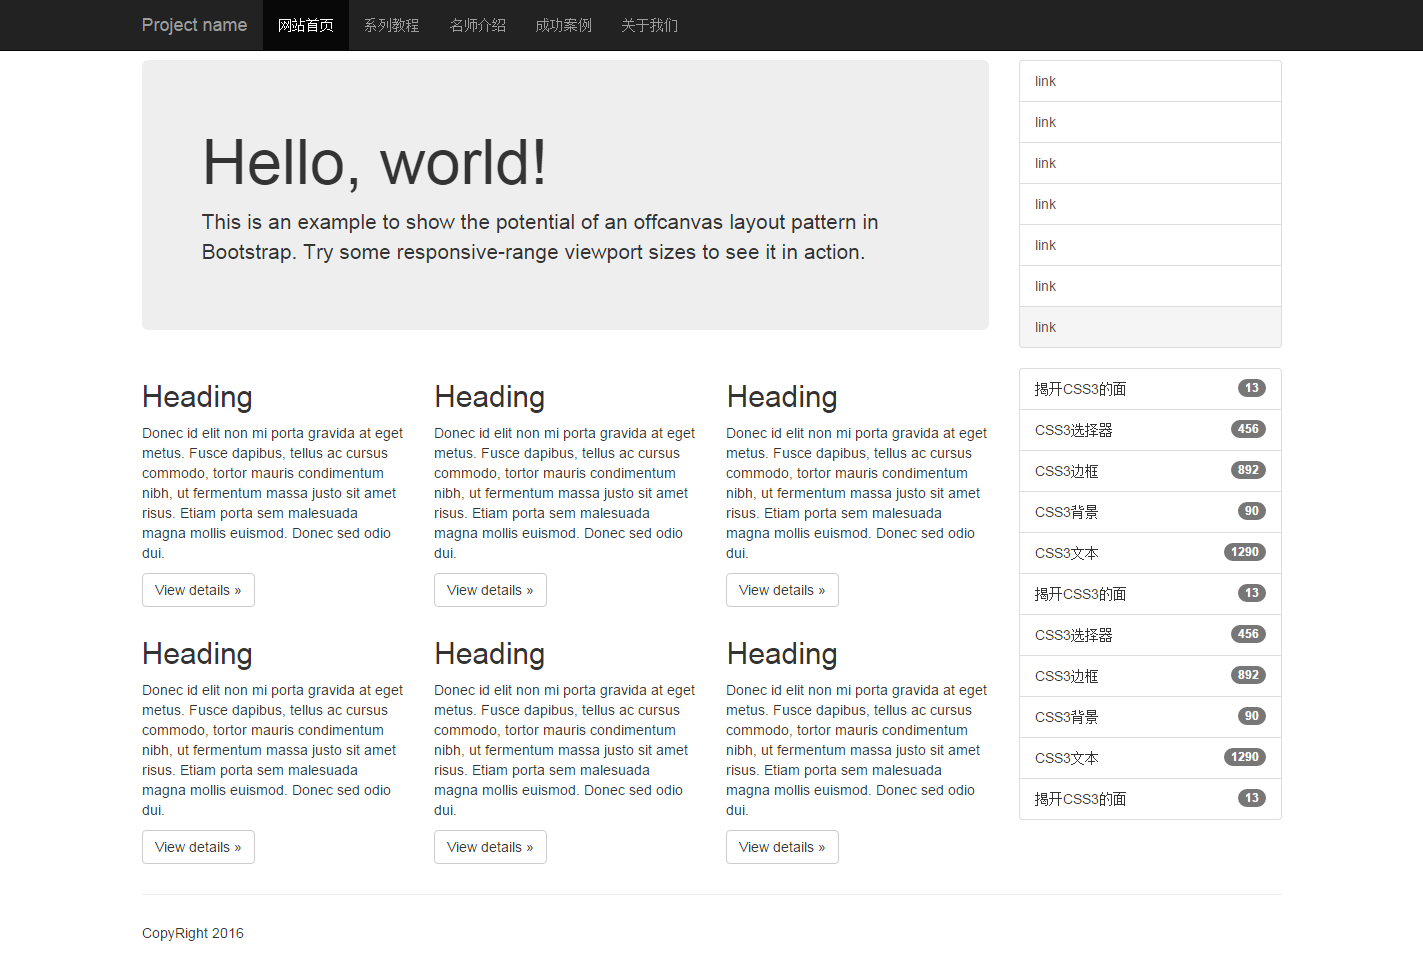 Project name 网站首页 系列教程 名师介绍 成功案例 关于我们
Hello, world!
This is an example to show the potential of an offcanvas layout pattern in
Bootstrap. Try some responsive-range viewport sizes to see it in action.
Heading
Donec id elit non mi porta gravida at eget
metus. Fusce dapibus, tellus ac cursus
commodo, tortor mauris condimentum
nibh, ut fermentum massa justo sit amet
risus. Etiam porta sem malesuada
magna mollis euismod. Donec sed odio
dui.
View details »
Heading
Donec id elit non mi porta gravida at eget
metus. Fusce dapibus, tellus ac cursus
commodo, tortor mauris condimentum
nibh, ut fermentum massa justo sit amet
risus. Etiam porta sem malesuada
magna mollis euismod. Donec sed odio
dui.
View details »
Heading
Donec id elit non mi porta gravida at eget
metus. Fusce dapibus, tellus ac cursus
commodo, tortor mauris condimentum
nibh, ut fermentum massa justo sit amet
risus. Etiam porta sem malesuada
magna mollis euismod. Donec sed odio
dui.
View details »
Heading
Donec id elit non mi porta gravida at eget
metus. Fusce dapibus, tellus ac cursus
commodo, tortor mauris condimentum
nibh, ut fermentum massa justo sit amet
risus. Etiam porta sem malesuada
magna mollis euismod. Donec sed odio
dui.
View details »
Heading
Donec id elit non mi porta gravida at eget
metus. Fusce dapibus, tellus ac cursus
commodo, tortor mauris condimentum
nibh, ut fermentum massa justo sit amet
risus. Etiam porta sem malesuada
magna mollis euismod. Donec sed odio
dui.
View details »
Heading
Donec id elit non mi porta gravida at eget
metus. Fusce dapibus, tellus ac cursus
commodo, tortor mauris condimentum
nibh, ut fermentum massa justo sit amet
risus. Etiam porta sem malesuada
magna mollis euismod. Donec sed odio
dui.
View details »
link
link
link
link
link
link
link
揭开CSS3的面 13
CSS3选择器 456
CSS3边框 892
CSS3背景 90
CSS3文本 1290
揭开CSS3的面 13
CSS3选择器 456
CSS3边框 892
CSS3背景 90
CSS3文本 1290
揭开CSS3的面 13
CopyRight 2016